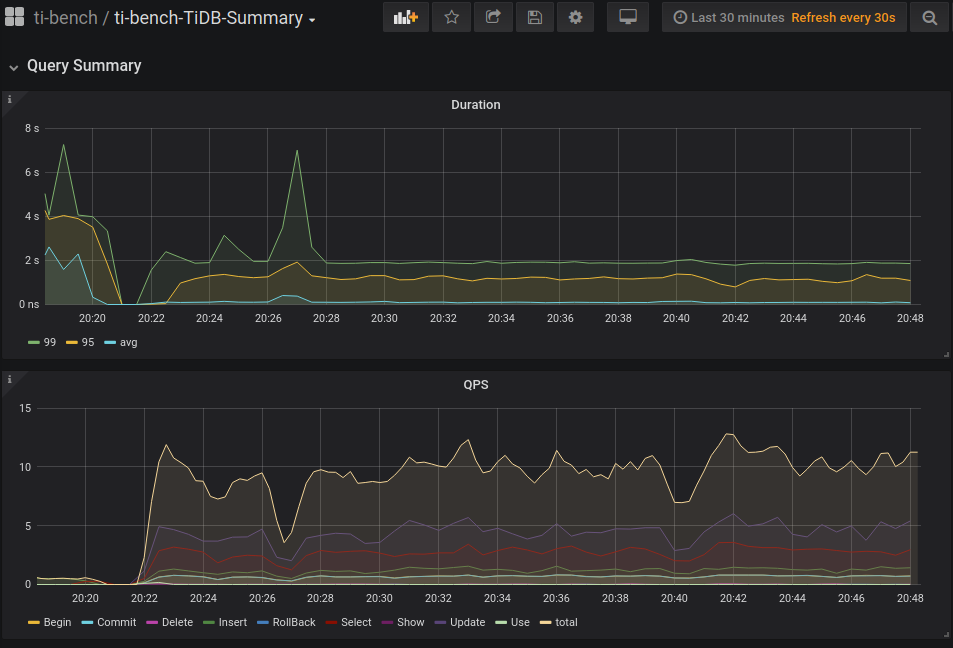 ti-bench / ti-bench-TiDB-Summary
Last 30 minutes Refresh every 30s
Query Summary
i
Duration
8 s
6 s
4 s
2 s
0 ns
20:20 20:22 20:24 20:26 20:28 20:30 20:32 20:34 20:36 20:38 20:40 20:42 20:44 20:46 20:48
99 95 avg
i
QPS
15
10
5
0
20:20 20:22 20:24 20:26 20:28 20:30 20:32 20:34 20:36 20:38 20:40 20:42 20:44 20:46 20:48
Begin Commit Delete Insert RollBack Select Show Update Use total